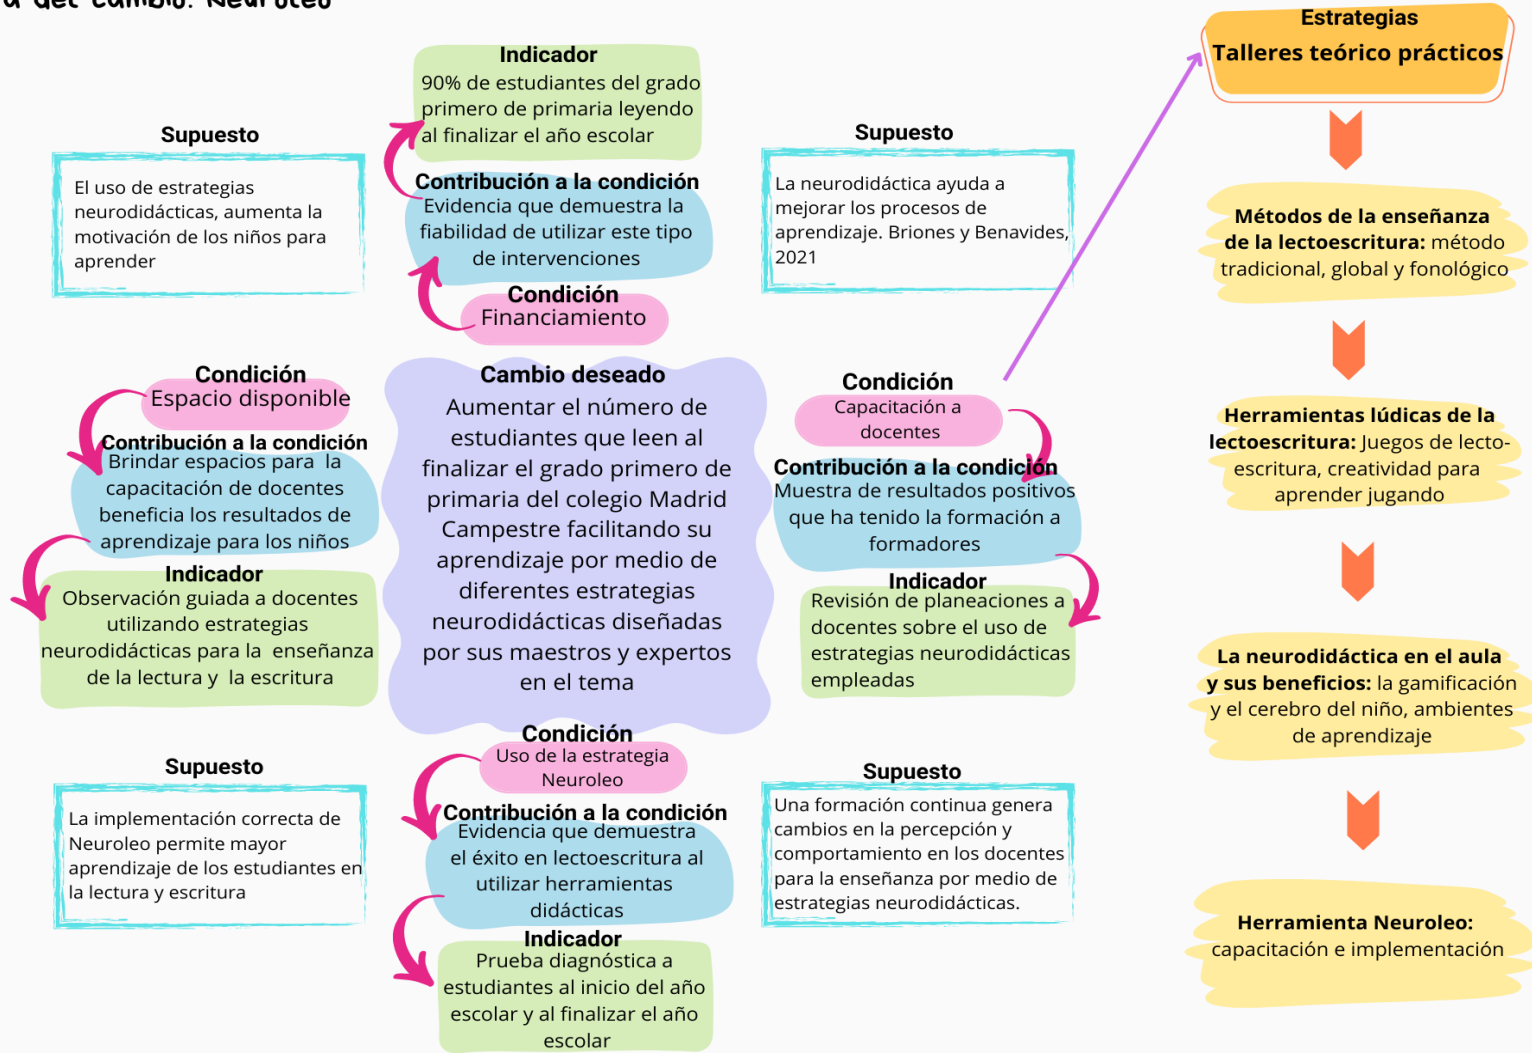 del cambio: Neuroleo
Indicador
90% de estudiantes del grado
primero de primaria leyendo
al finalizar el año escolar
Contribución a la condición
Evidencia que demuestra la
fiabilidad de utilizar este tipo
de intervenciones
Condición
Financiamiento
Supuesto
El uso de estrategias
neurodidácticas, aumenta la
motivación de los niños para
aprender
Supuesto
La neurodidáctica ayuda a
mejorar los procesos de
aprendizaje. Briones y Benavides,
2021
Condición
Espacio disponible
Contribución a la condición
Brindar espacios para la
capacitación de docentes
beneficia los resultados de
aprendizaje para los niños
Indicador
Observación guiada a docentes
utilizando estrategias
neurodidácticas para la enseñanza
de la lectura y la escritura
Cambio deseado
Aumentar el número de
estudiantes que leen al
finalizar el grado primero de
primaria del colegio Madrid
Campestre facilitando su
aprendizaje por medio de
diferentes estrategias
neurodidácticas diseñadas
por sus maestros y expertos
en el tema
Condición
Capacitación a
docentes
Contribución a la condición
Muestra de resultados positivos
que ha tenido la formación a
formadores
Indicador
Revisión de planeaciones a
docentes sobre el uso de
estrategias neurodidácticas
empleadas
Supuesto
La implementación correcta de
Neuroleo permite mayor
aprendizaje de los estudiantes en
la lectura y escritura
Condición
Uso de la estrategia
Neuroleo
Contribución a la condición
Evidencia que demuestra
el éxito en lectoescritura al
utilizar herramientas
didácticas
Indicador
Prueba diagnóstica a
estudiantes al inicio del año
escolar y al finalizar el año
escolar
Supuesto
Una formación continua genera
cambios en la percepción y
comportamiento en los docentes
para la enseñanza por medio de
estrategias neurodidácticas.
Estrategias
Talleres teórico prácticos
Métodos de la enseñanza
de la lectoescritura: método
tradicional, global y fonológico
Herramientas lúdicas de la
lectoescritura: Juegos de lecto-
escritura, creatividad para
aprender jugando
La neurodidáctica en el aula
y sus beneficios: la gamificación
y el cerebro del niño, ambientes
de aprendizaje
Herramienta Neuroleo:
capacitación e implementación